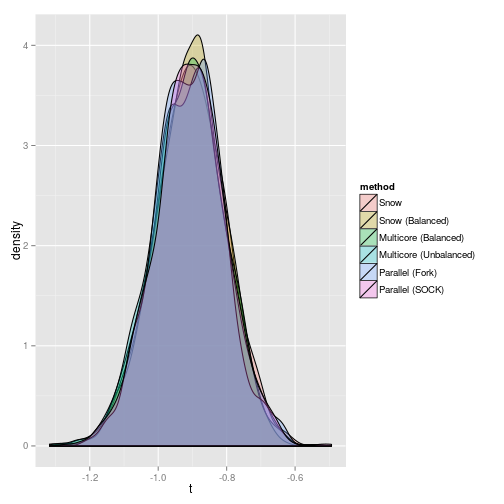 4
3
2
1
0
density
-1.2
-1.0
-0.8
-0.6
t
method
Snow
Snow (Balanced)
Multicore (Balanced)
Multicore (Unbalanced)
Parallel (Fork)
Parallel (SOCK)